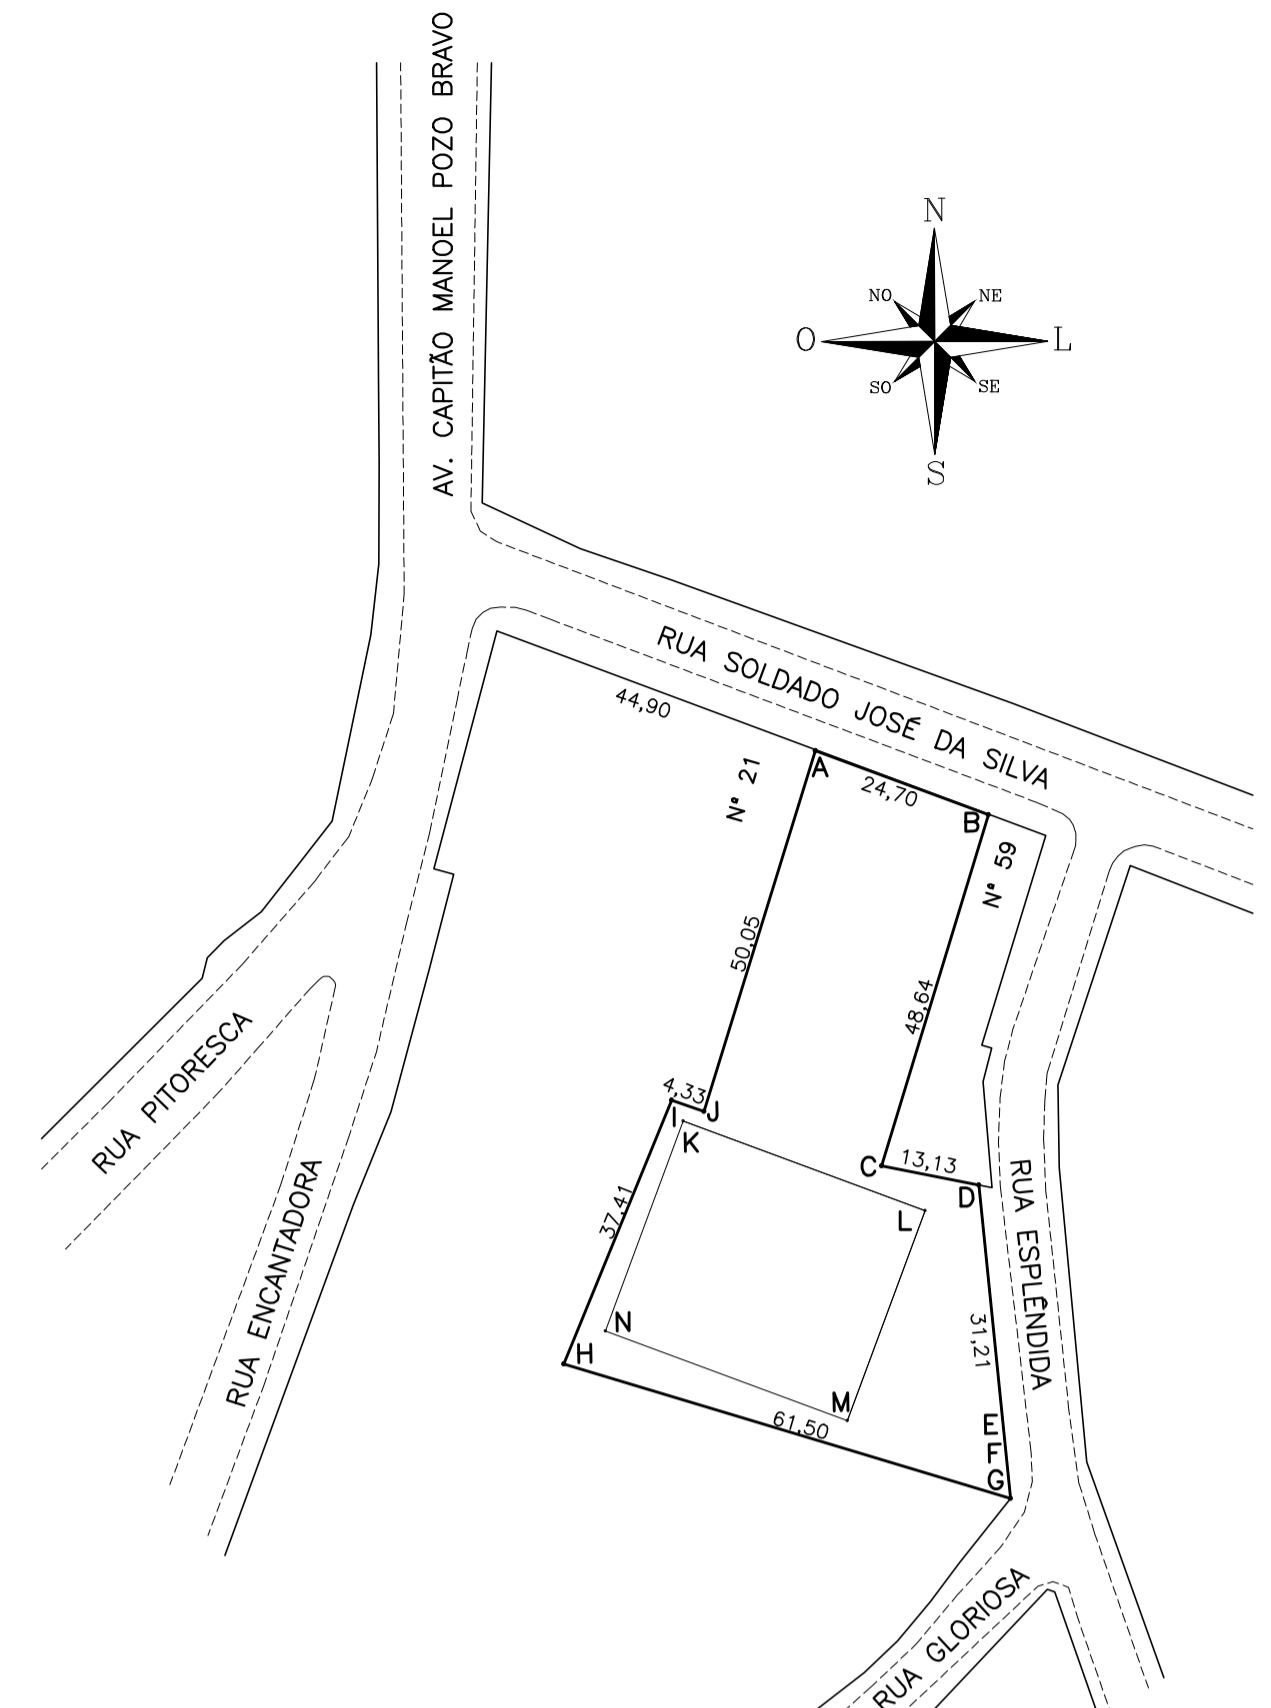 AV. CAPITÃO MANOEL POZO BRAVO
N
NO
NE
O
L
SO
SE
S
RUA SOLDADO JOSÉ DA SILVA
44,90
Nª 21
A
24,70
B
Nª 59
50,05
48,64
RUA PITORESCA
4,33
J
I
K
C
13,13
D
RUA ENCANTADORA
37,41
L
RUA ESPLÊNDIDA
N
H
31,21
M
61,50
E
F
G
RUA GLORIOSA